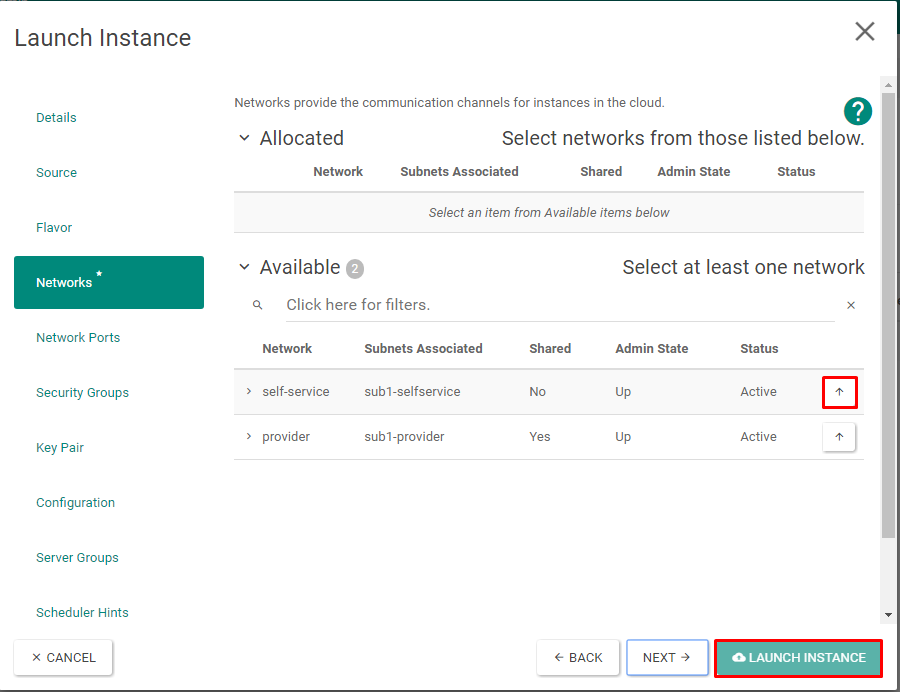 Launch Instance
Networks provide the communication channels for instances in the cloud.
?
Details
Source
Flavor
Networks *
Network Ports
Security Groups
Key Pair
Configuration
Server Groups
Scheduler Hints
Allocated Select networks from those listed below.
Network Subnets Associated Shared Admin State Status
Select an item from Available items below
Available 2 Select at least one network
Click here for filters.
Network Subnets Associated Shared Admin State Status
self-service sub1-selfservice No Up Active
provider sub1-provider Yes Up Active
CANCEL BACK NEXT LAUNCH INSTANCE